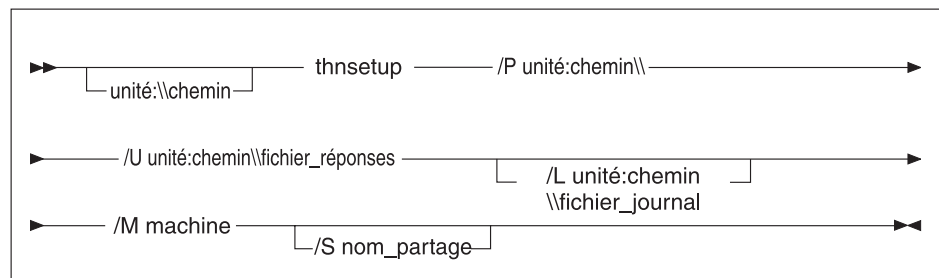 thnsetup /P unité:chemin\\
unité:\\chemin
/U unité:chemin\\fichier_réponses
/L unité:chemin
\\fichier_journal
/M machine
/S nom_partage